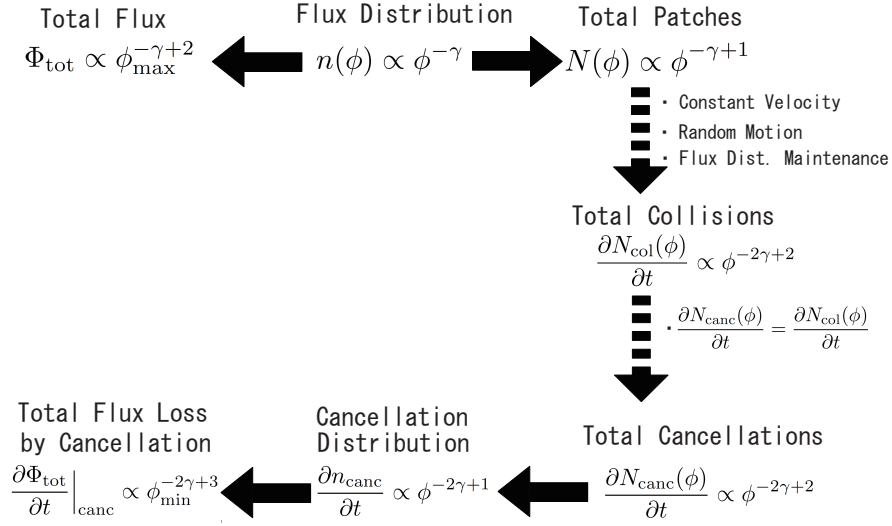 Total Flux
Φ_tot ∝ φ_max^{-γ+2}
Flux Distribution
n(φ) ∝ φ^{-γ}
Total Patches
N(φ) ∝ φ^{-γ+1}
・ Constant Velocity
・ Random Motion
・ Flux Dist. Maintenance
Total Collisions
∂N_col(φ)/∂t ∝ φ^{-2γ+2}
・ ∂N_canc(φ)/∂t = ∂N_col(φ)/∂t
Total Flux Loss
by Cancellation
∂Φ_tot/∂t |_canc ∝ φ_min^{-2γ+3}
Cancellation
Distribution
∂n_canc/∂t ∝ φ^{-2γ+1}
Total Cancellations
∂N_canc(φ)/∂t ∝ φ^{-2γ+2}